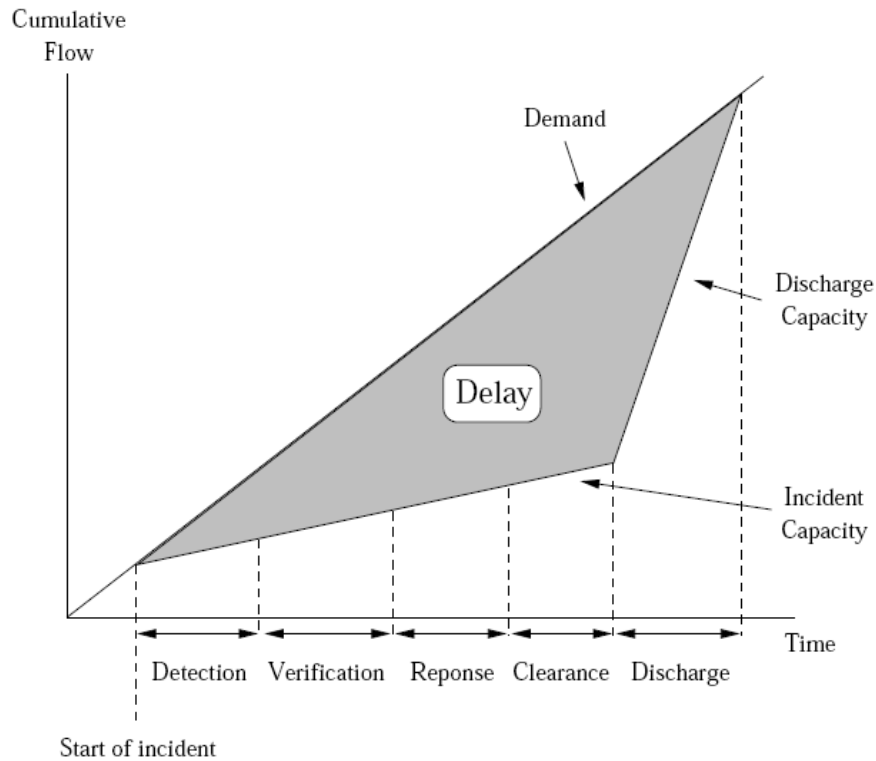 Cumulative
Flow
Demand
Discharge
Capacity
Delay
Incident
Capacity
Time
Detection Verification Reponse Clearance Discharge
Start of incident